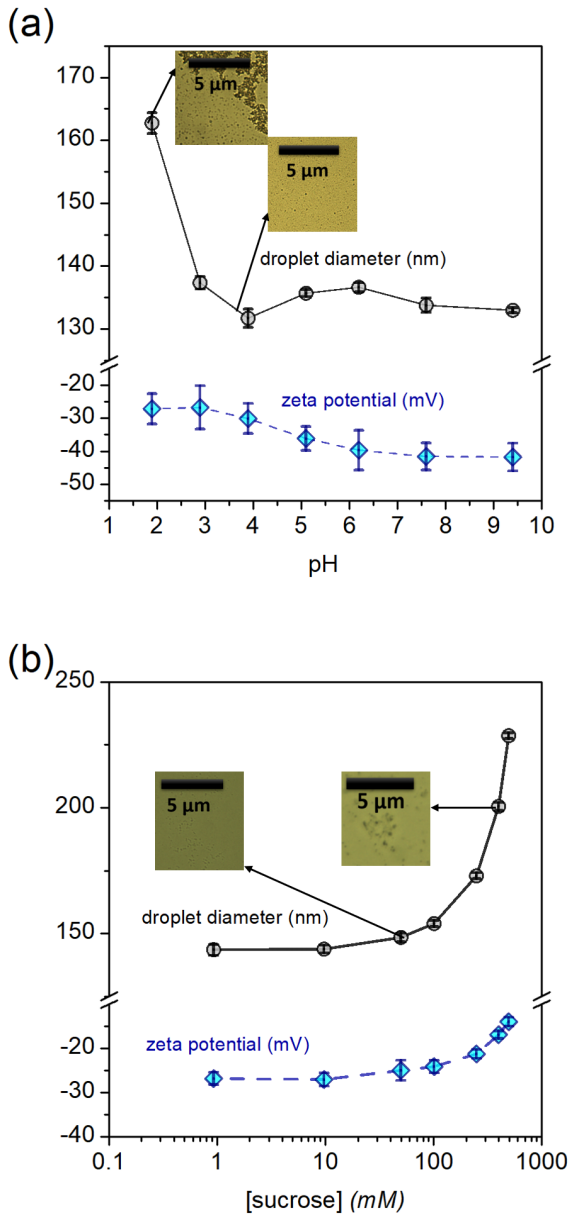 (a)
170
160
150
140
130
-20
-30
-40
-50
5 µm
5 µm
droplet diameter (nm)
zeta potential (mV)
1 2 3 4 5 6 7 8 9 10
pH
(b)
250
200
150
-20
-30
-40
5 µm
5 µm
droplet diameter (nm)
zeta potential (mV)
0.1 1 10 100 1000
[sucrose] (mM)